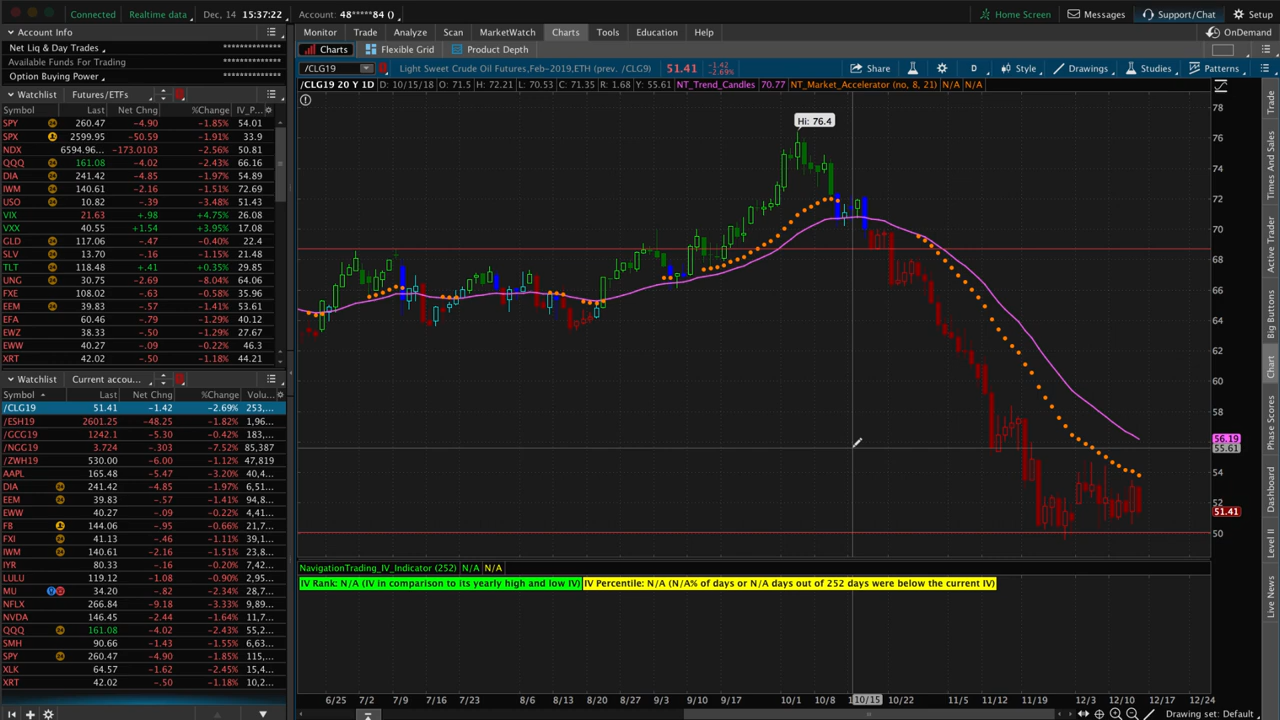 Connected Realtime data Dec, 14 15:37:22 Account: 48*****84 () Home Screen Messages Support/Chat Setup
Account Info Monitor Trade Analyze Scan MarketWatch Charts Tools Education Help OnDemand
Net Liq & Day Trades **************
Available Funds For Trading **************
Option Buying Power **************
Charts Flexible Grid Product Depth
/CLG19 Light Sweet Crude Oil Futures,Feb-2019,ETH (prev. /CLG9) 51.41 -1.42 -2.69% Share D Style Drawings Studies Patterns
/CLG19 20 Y 1D D: 10/15/18 O: 71.5 H: 72.21 L: 70.53 C: 71.35 R: 1.68 Y: 55.61 NT_Trend_Candles 70.77 NT_Market_Accelerator (no, 8, 21) N/A N/A
Watchlist Futures/ETFs
Symbol Last Net Chng %Change IV_P...
SPY 260.47 -4.90 -1.85% 54.01
SPX 2599.95 -50.59 -1.91% 33.9
NDX 6594.96... -173.0103 -2.56% 50.81
QQQ 161.08 -4.02 -2.43% 66.16
DIA 241.42 -4.85 -1.97% 54.89
IWM 140.61 -2.16 -1.51% 72.69
USO 10.82 -.39 -3.48% 51.43
VIX 21.63 +.98 +4.75% 26.08
VXX 40.55 +1.54 +3.95% 17.08
GLD 117.06 -.47 -0.40% 22.4
SLV 13.70 -.16 -1.15% 21.48
TLT 118.48 +.41 +0.35% 29.85
UNG 30.75 -2.69 -8.04% 64.06
FXE 108.02 -.63 -0.58% 35.96
EEM 39.83 -.57 -1.41% 53.61
EFA 60.46 -.79 -1.29% 40.12
EWZ 38.33 -.50 -1.29% 27.67
EWW 40.27 -.09 -0.22% 46.3
XRT 42.02 -.50 -1.18% 44.21
Watchlist Current accou...
Symbol Last Net Chng %Change Volu...
/CLG19 51.41 -1.42 -2.69% 253,...
/ESH19 2601.25 -48.25 -1.82% 1,96...
/GCG19 1242.1 -5.30 -0.42% 183,...
/NGG19 3.724 -.303 -7.52% 85,387
/ZWH19 530.00 -6.00 -1.12% 47,819
AAPL 165.48 -5.47 -3.20% 40,4...
DIA 241.42 -4.85 -1.97% 6,51...
EEM 39.83 -.57 -1.41% 97,9...
EWW 40.27 -.09 -0.22% 4,41...
FB 144.06 -.95 -0.66% 21,7...
FXI 41.13 -.46 -1.11% 39,1...
IWM 140.61 -2.16 -1.51% 23,8...
IYR 80.38 -.16 -0.20% 7,42...
LULU 119.12 -1.08 -0.90% 2,95...
MU 34.20 -.82 -2.34% 28,7...
NFLX 266.84 -9.18 -3.33% 9,89...
NVDA 146.45 -2.44 -1.64% 11,7...
QQQ 161.08 -4.02 -2.43% 55,2...
SMH 90.66 -1.43 -1.55% 6,63...
SPY 260.47 -4.90 -1.85% 115,...
XLK 64.57 -1.62 -2.45% 15,4...
XRT 42.02 -.50 -1.18% 10,2...
Hi: 76.4
78
76
74
72
70
68
66
64
62
60
58
56.19
55.61
54
52
51.41
50
NavigationTrading_IV_Indicator (252) N/A N/A
IV Rank: N/A (IV in comparison to its yearly high and low IV) IV Percentile: N/A (N/A% of days or N/A days out of 252 days were below the current IV)
6/25 7/2 7/9 7/16 7/23 8/6 8/13 8/20 8/27 9/3 9/10 9/17 10/1 10/8 10/15 10/22 11/5 11/12 11/19 12/3 12/10 12/17 12/24
Drawing set: Default
Trade
Times And Sales
Active Trader
Big Buttons
Chart
Phase Scores
Dashboard
Level II
Live News